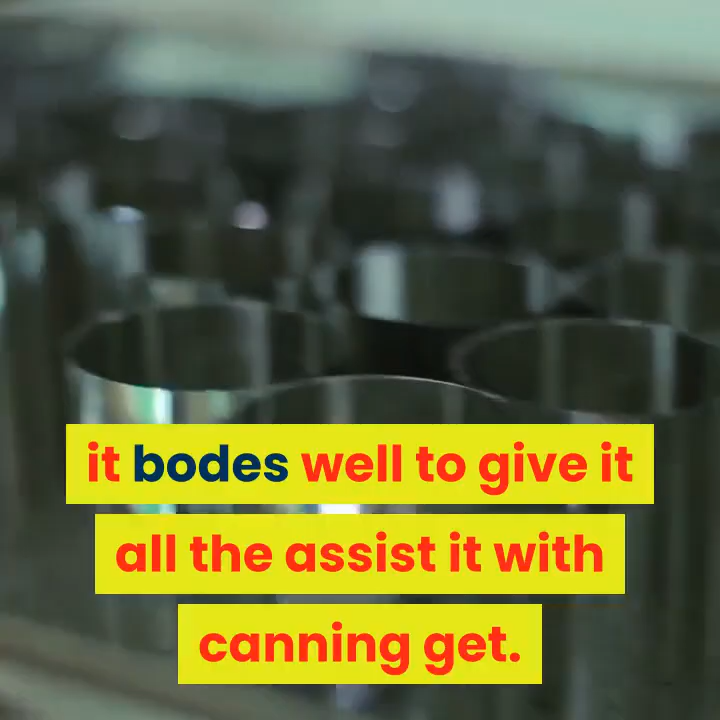 it bodes well to give it
all the assist it with
canning get.